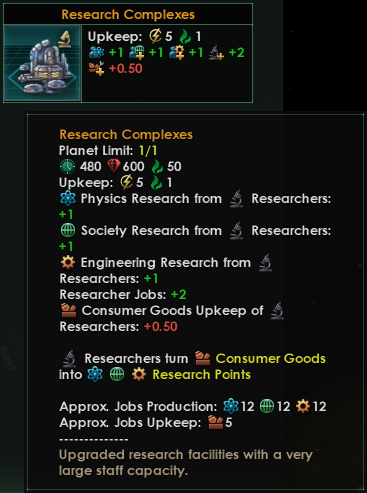 Research Complexes
Upkeep: 5 1
+1 +1 +1 +2
+0.50
Research Complexes
Planet Limit: 1/1
480 600 50
Upkeep: 5 1
Physics Research from Researchers:
+1
Society Research from Researchers:
+1
Engineering Research from
Researchers: +1
Researcher Jobs: +2
Consumer Goods Upkeep of
Researchers: +0.50
Researchers turn Consumer Goods
into Research Points
Approx. Jobs Production: 12 12 12
Approx. Jobs Upkeep: 5
--------------
Upgraded research facilities with a very
large staff capacity.